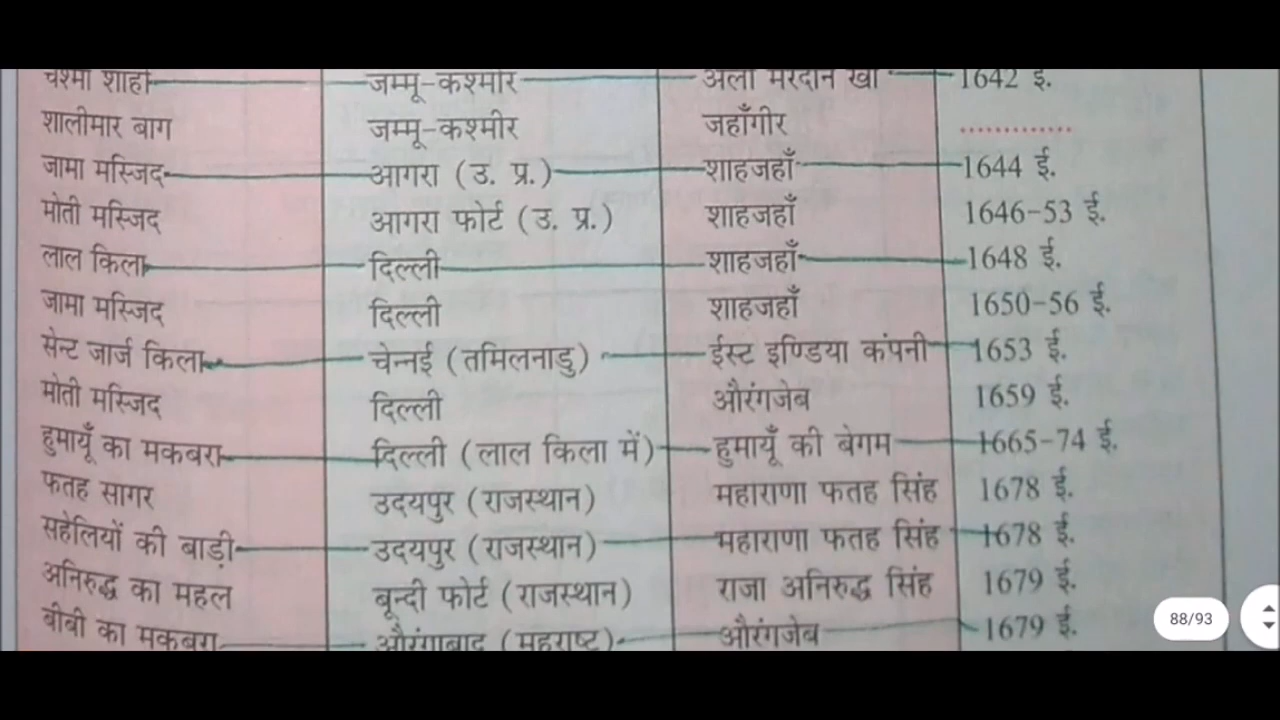 चश्मा शाही जम्मू-कश्मीर अली मरदान खाँ 1642 ई.
शालीमार बाग जम्मू-कश्मीर जहाँगीर ............
जामा मस्जिद आगरा (उ. प्र.) शाहजहाँ 1644 ई.
मोती मस्जिद आगरा फोर्ट (उ. प्र.) शाहजहाँ 1646-53 ई.
लाल किला दिल्ली शाहजहाँ 1648 ई.
जामा मस्जिद दिल्ली शाहजहाँ 1650-56 ई.
सेन्ट जार्ज किला चेन्नई (तमिलनाडु) ईस्ट इण्डिया कंपनी 1653 ई.
मोती मस्जिद दिल्ली औरंगजेब 1659 ई.
हुमायूँ का मकबरा दिल्ली (लाल किला में) हुमायूँ की बेगम 1665-74 ई.
फतह सागर उदयपुर (राजस्थान) महाराणा फतह सिंह 1678 ई.
सहेलियों की बाड़ी उदयपुर (राजस्थान) महाराणा फतह सिंह 1678 ई.
अनिरुद्ध का महल बून्दी फोर्ट (राजस्थान) राजा अनिरुद्ध सिंह 1679 ई.
बीबी का मकबरा औरंगाबाद (महराष्ट) औरंगजेब 1679 ई.
88/93